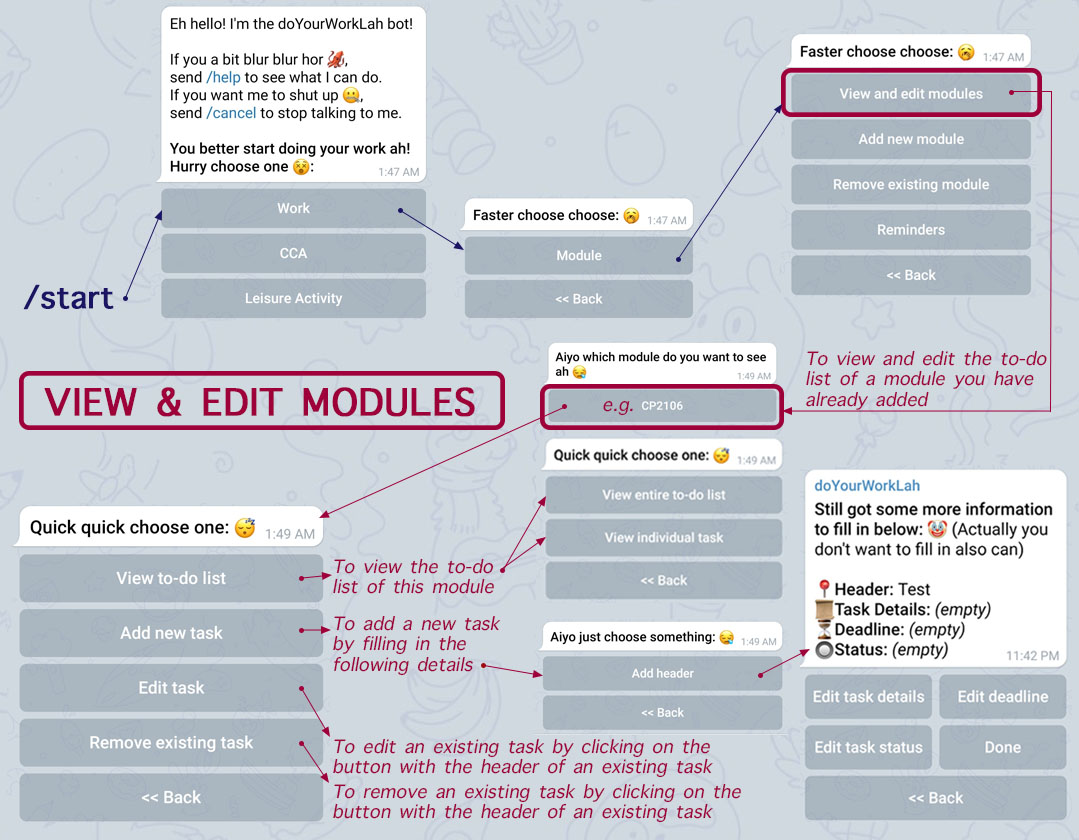 Eh hello! I'm the doYourWorkLah bot!
If you a bit blur blur hor 🦑,
send /help to see what I can do.
If you want me to shut up 🤐,
send /cancel to stop talking to me.
You better start doing your work ah!
Hurry choose one 😵:
1:47 AM
Work
CCA
Leisure Activity
/start
Faster choose choose: 🥱
1:47 AM
Module
<< Back
Faster choose choose: 🥱
1:47 AM
View and edit modules
Add new module
Remove existing module
Reminders
<< Back
To view and edit the to-do
list of a module you have
already added
VIEW & EDIT MODULES
Aiyo which module do you want to see
ah 😪
1:49 AM
e.g. CP2106
Quick quick choose one: 😴
1:49 AM
View to-do list
Add new task
Edit task
Remove existing task
<< Back
To view the to-do
list of this module
To add a new task
by filling in the
following details
To edit an existing task by clicking on the
button with the header of an existing task
To remove an existing task by clicking on the
button with the header of an existing task
Quick quick choose one: 😴
1:49 AM
View entire to-do list
View individual task
<< Back
Aiyo just choose something: 😪
1:49 AM
Add header
<< Back
doYourWorkLah
Still got some more information
to fill in below: 🤡 (Actually you
don't want to fill in also can)
📍Header: Test
📜Task Details: (empty)
⏳Deadline: (empty)
🔘Status: (empty)
11:42 PM
Edit task details
Edit deadline
Edit task status
Done
<< Back